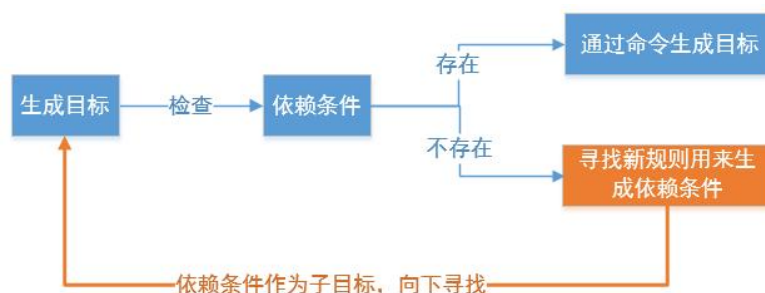 通过命令生成目标
存在
生成目标
检查
依赖条件
不存在
寻找新规则用来生
成依赖条件
依赖条件作为子目标，向下寻找